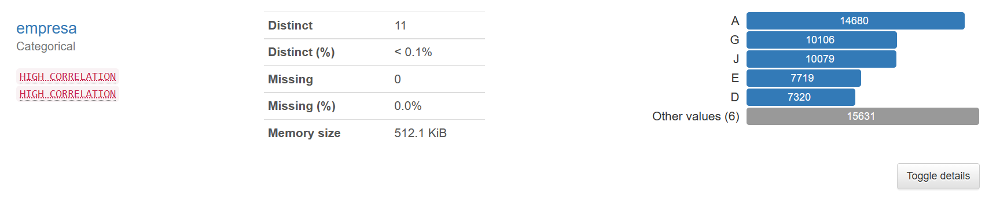 empresa
Categorical
HIGH CORRELATION
HIGH CORRELATION
Distinct 11
Distinct (%) < 0.1%
Missing 0
Missing (%) 0.0%
Memory size 512.1 KiB
A 14680
G 10106
J 10079
E 7719
D 7320
Other values (6) 15631
Toggle details